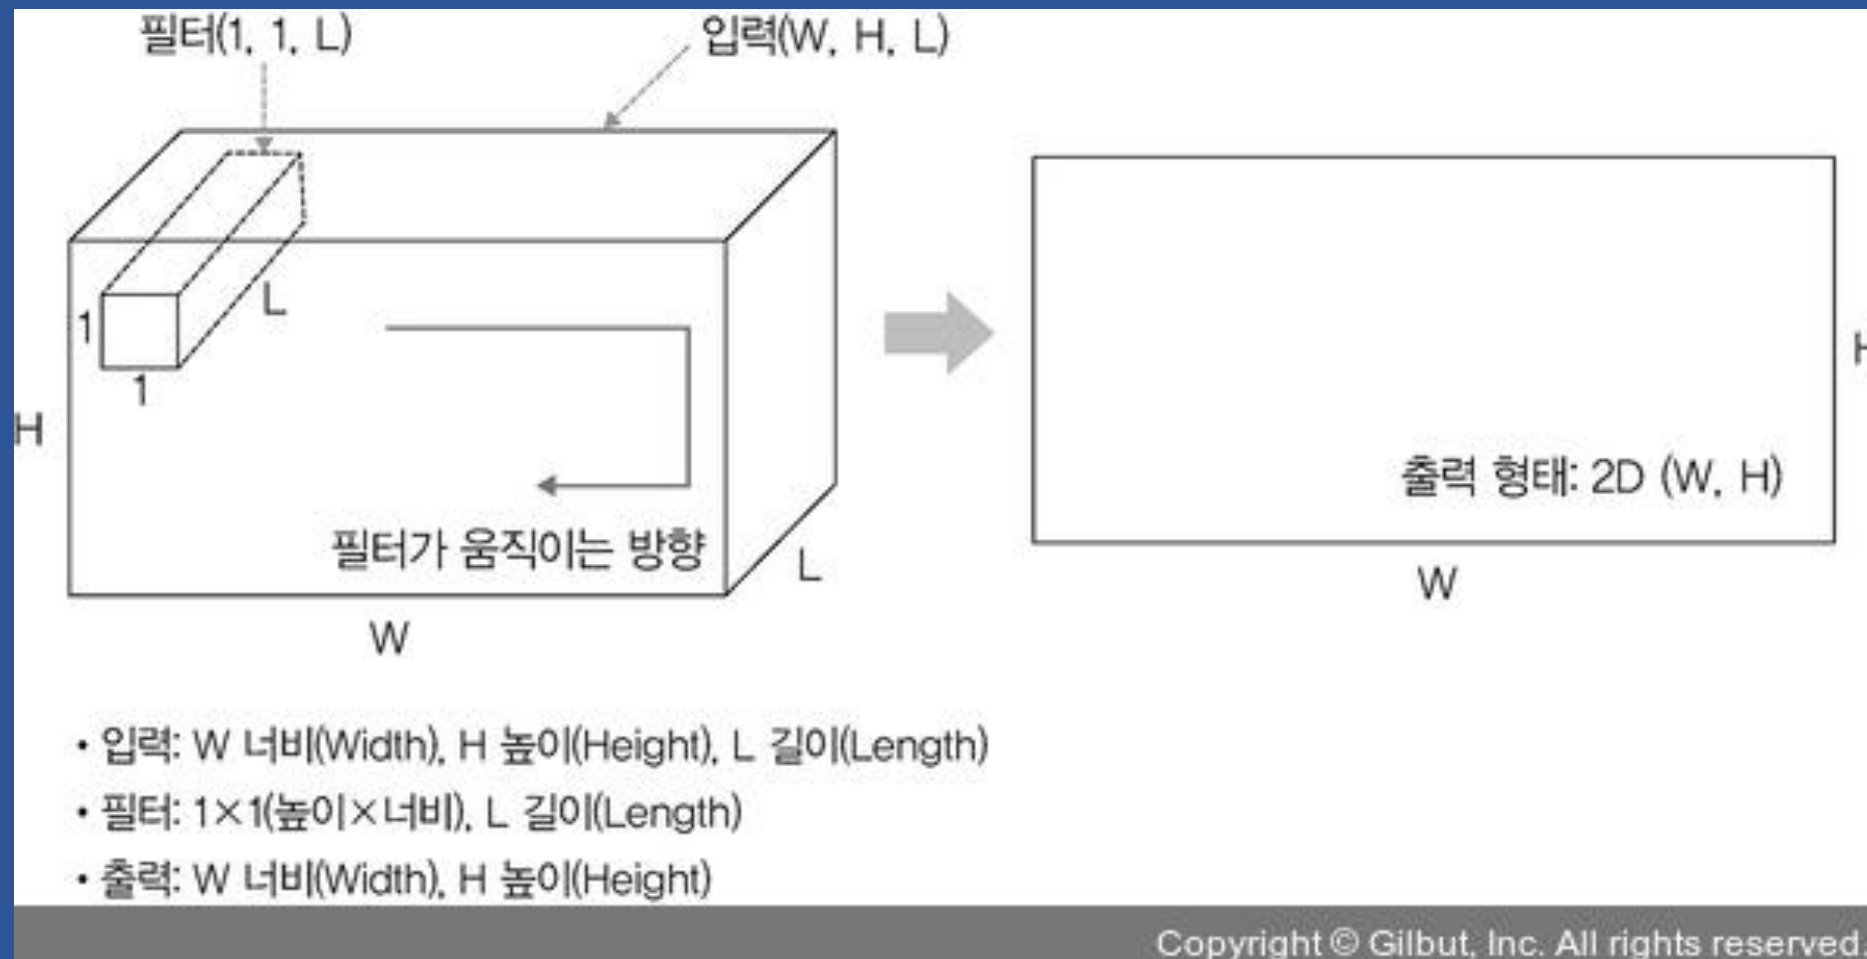 필터(1, 1, L)
입력(W, H, L)
L
1
1
H
필터가 움직이는 방향
L
W
H
출력 형태: 2D (W, H)
W
• 입력: W 너비(Width), H 높이(Height), L 길이(Length)
• 필터: 1×1(높이×너비), L 길이(Length)
• 출력: W 너비(Width), H 높이(Height)
Copyright © Gilbut, Inc. All rights reserved.